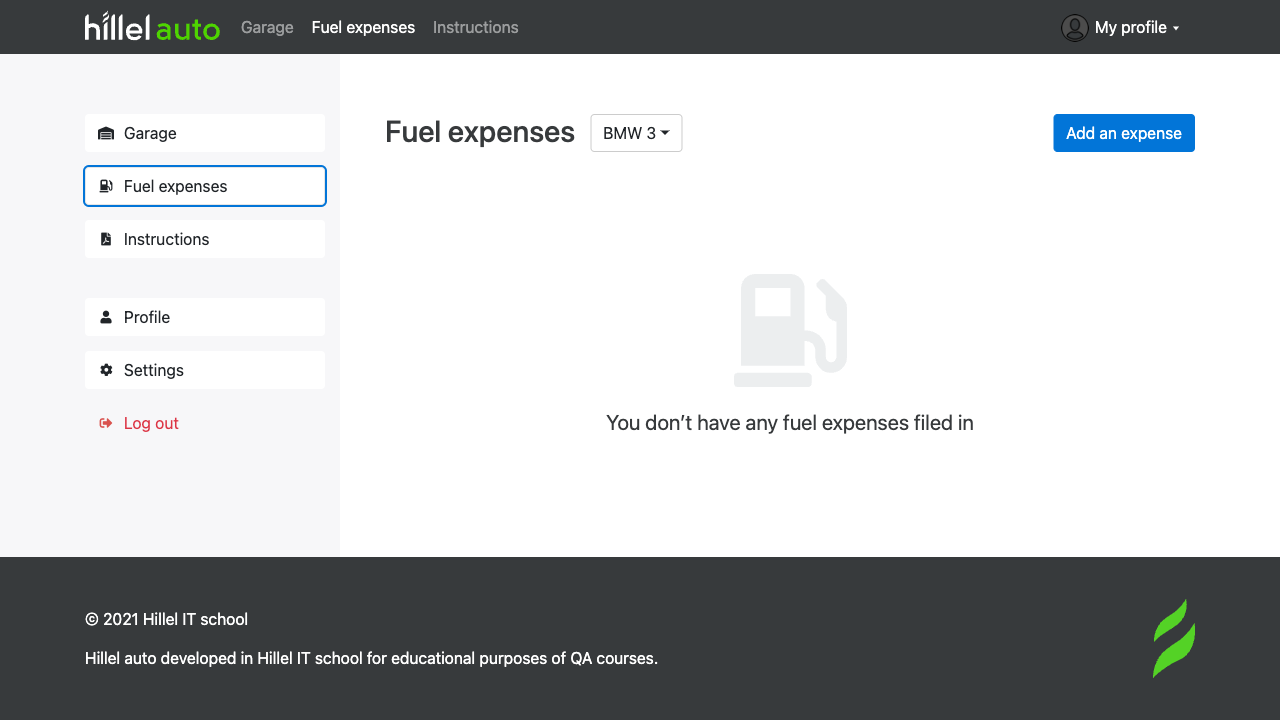 hillel auto Garage Fuel expenses Instructions My profile
Garage
Fuel expenses
Instructions
Profile
Settings
Log out
Fuel expenses BMW 3 Add an expense
You don’t have any fuel expenses filed in
© 2021 Hillel IT school
Hillel auto developed in Hillel IT school for educational purposes of QA courses.